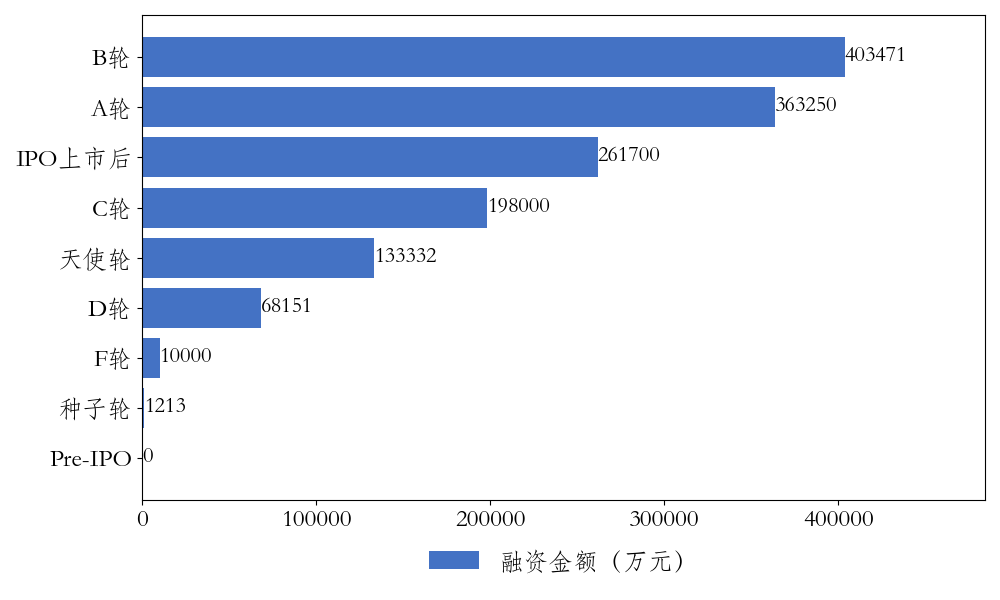 B轮 403471
A轮 363250
IPO上市后 261700
C轮 198000
天使轮 133332
D轮 68151
F轮 10000
种子轮 1213
Pre-IPO 0
0 100000 200000 300000 400000
融资金额（万元）